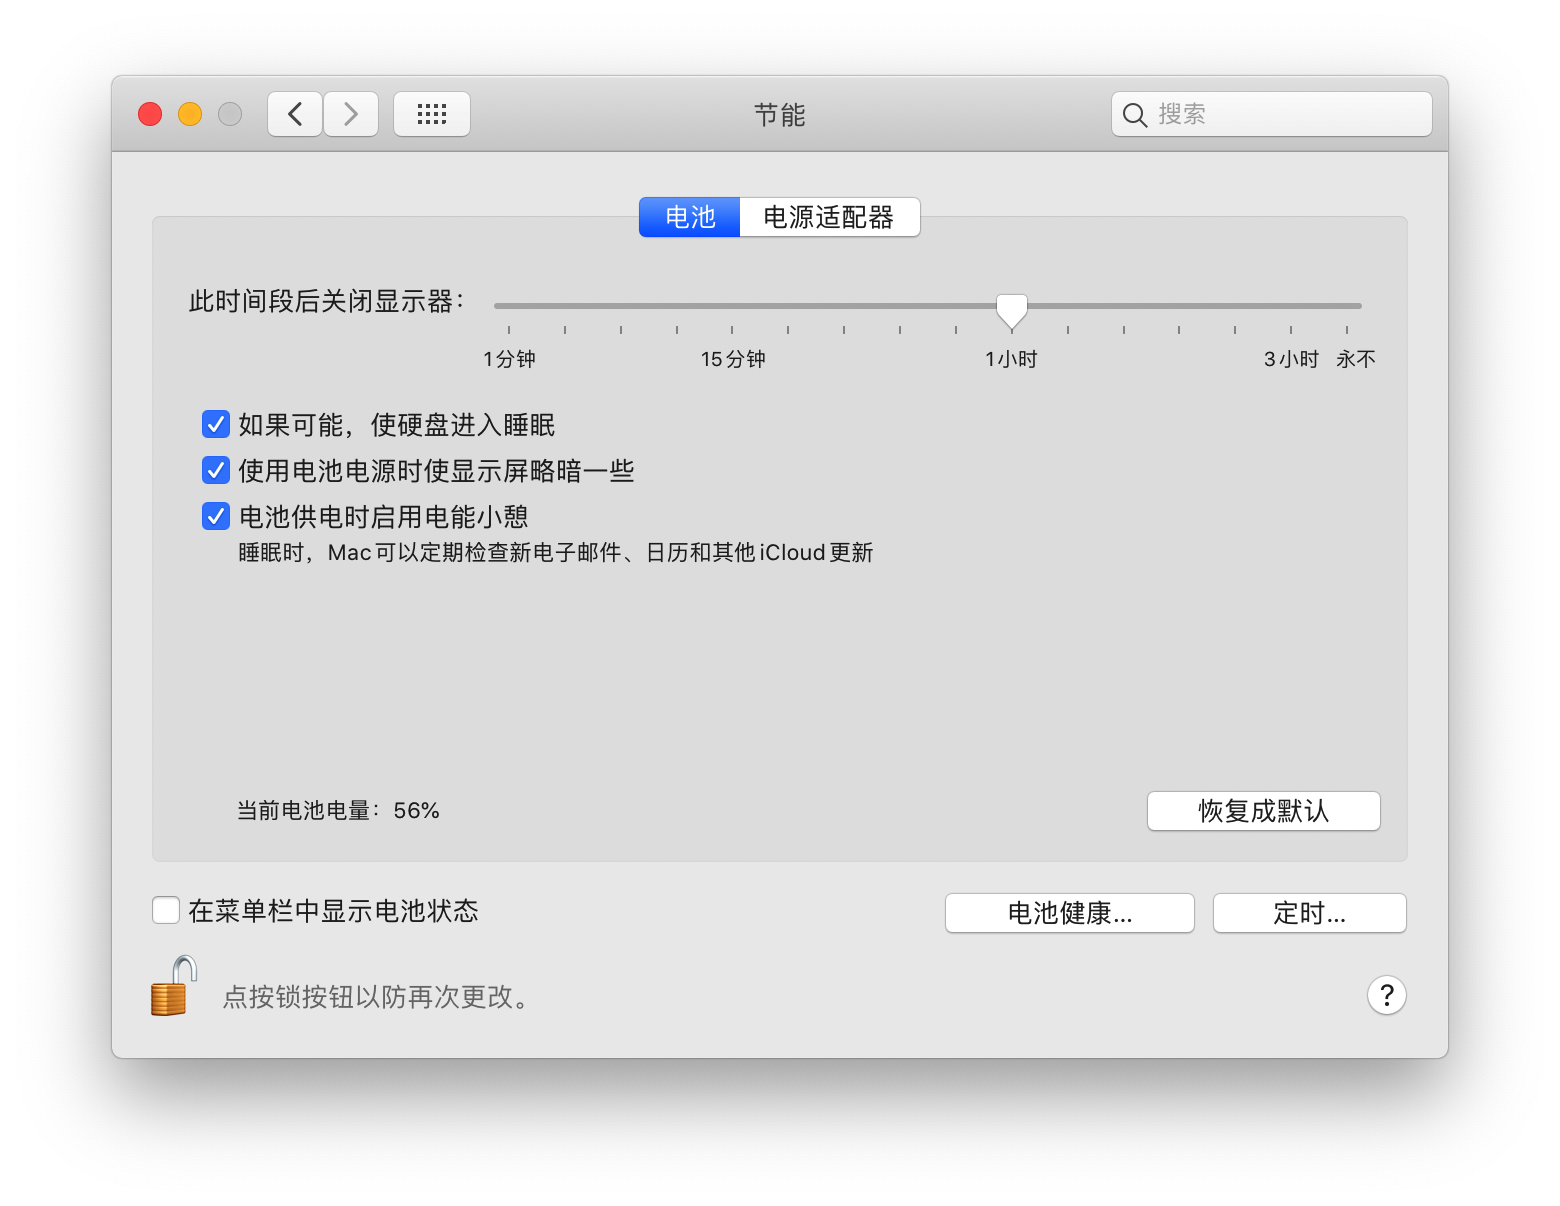 节能
搜索
电池 电源适配器
此时间段后关闭显示器：
1分钟 15分钟 1小时 3小时 永不
如果可能，使硬盘进入睡眠
使用电池电源时使显示屏略暗一些
电池供电时启用电能小憩
睡眠时，Mac可以定期检查新电子邮件、日历和其他iCloud更新
当前电池电量：56%
恢复成默认
在菜单栏中显示电池状态
电池健康...
定时...
点按锁按钮以防再次更改。
?